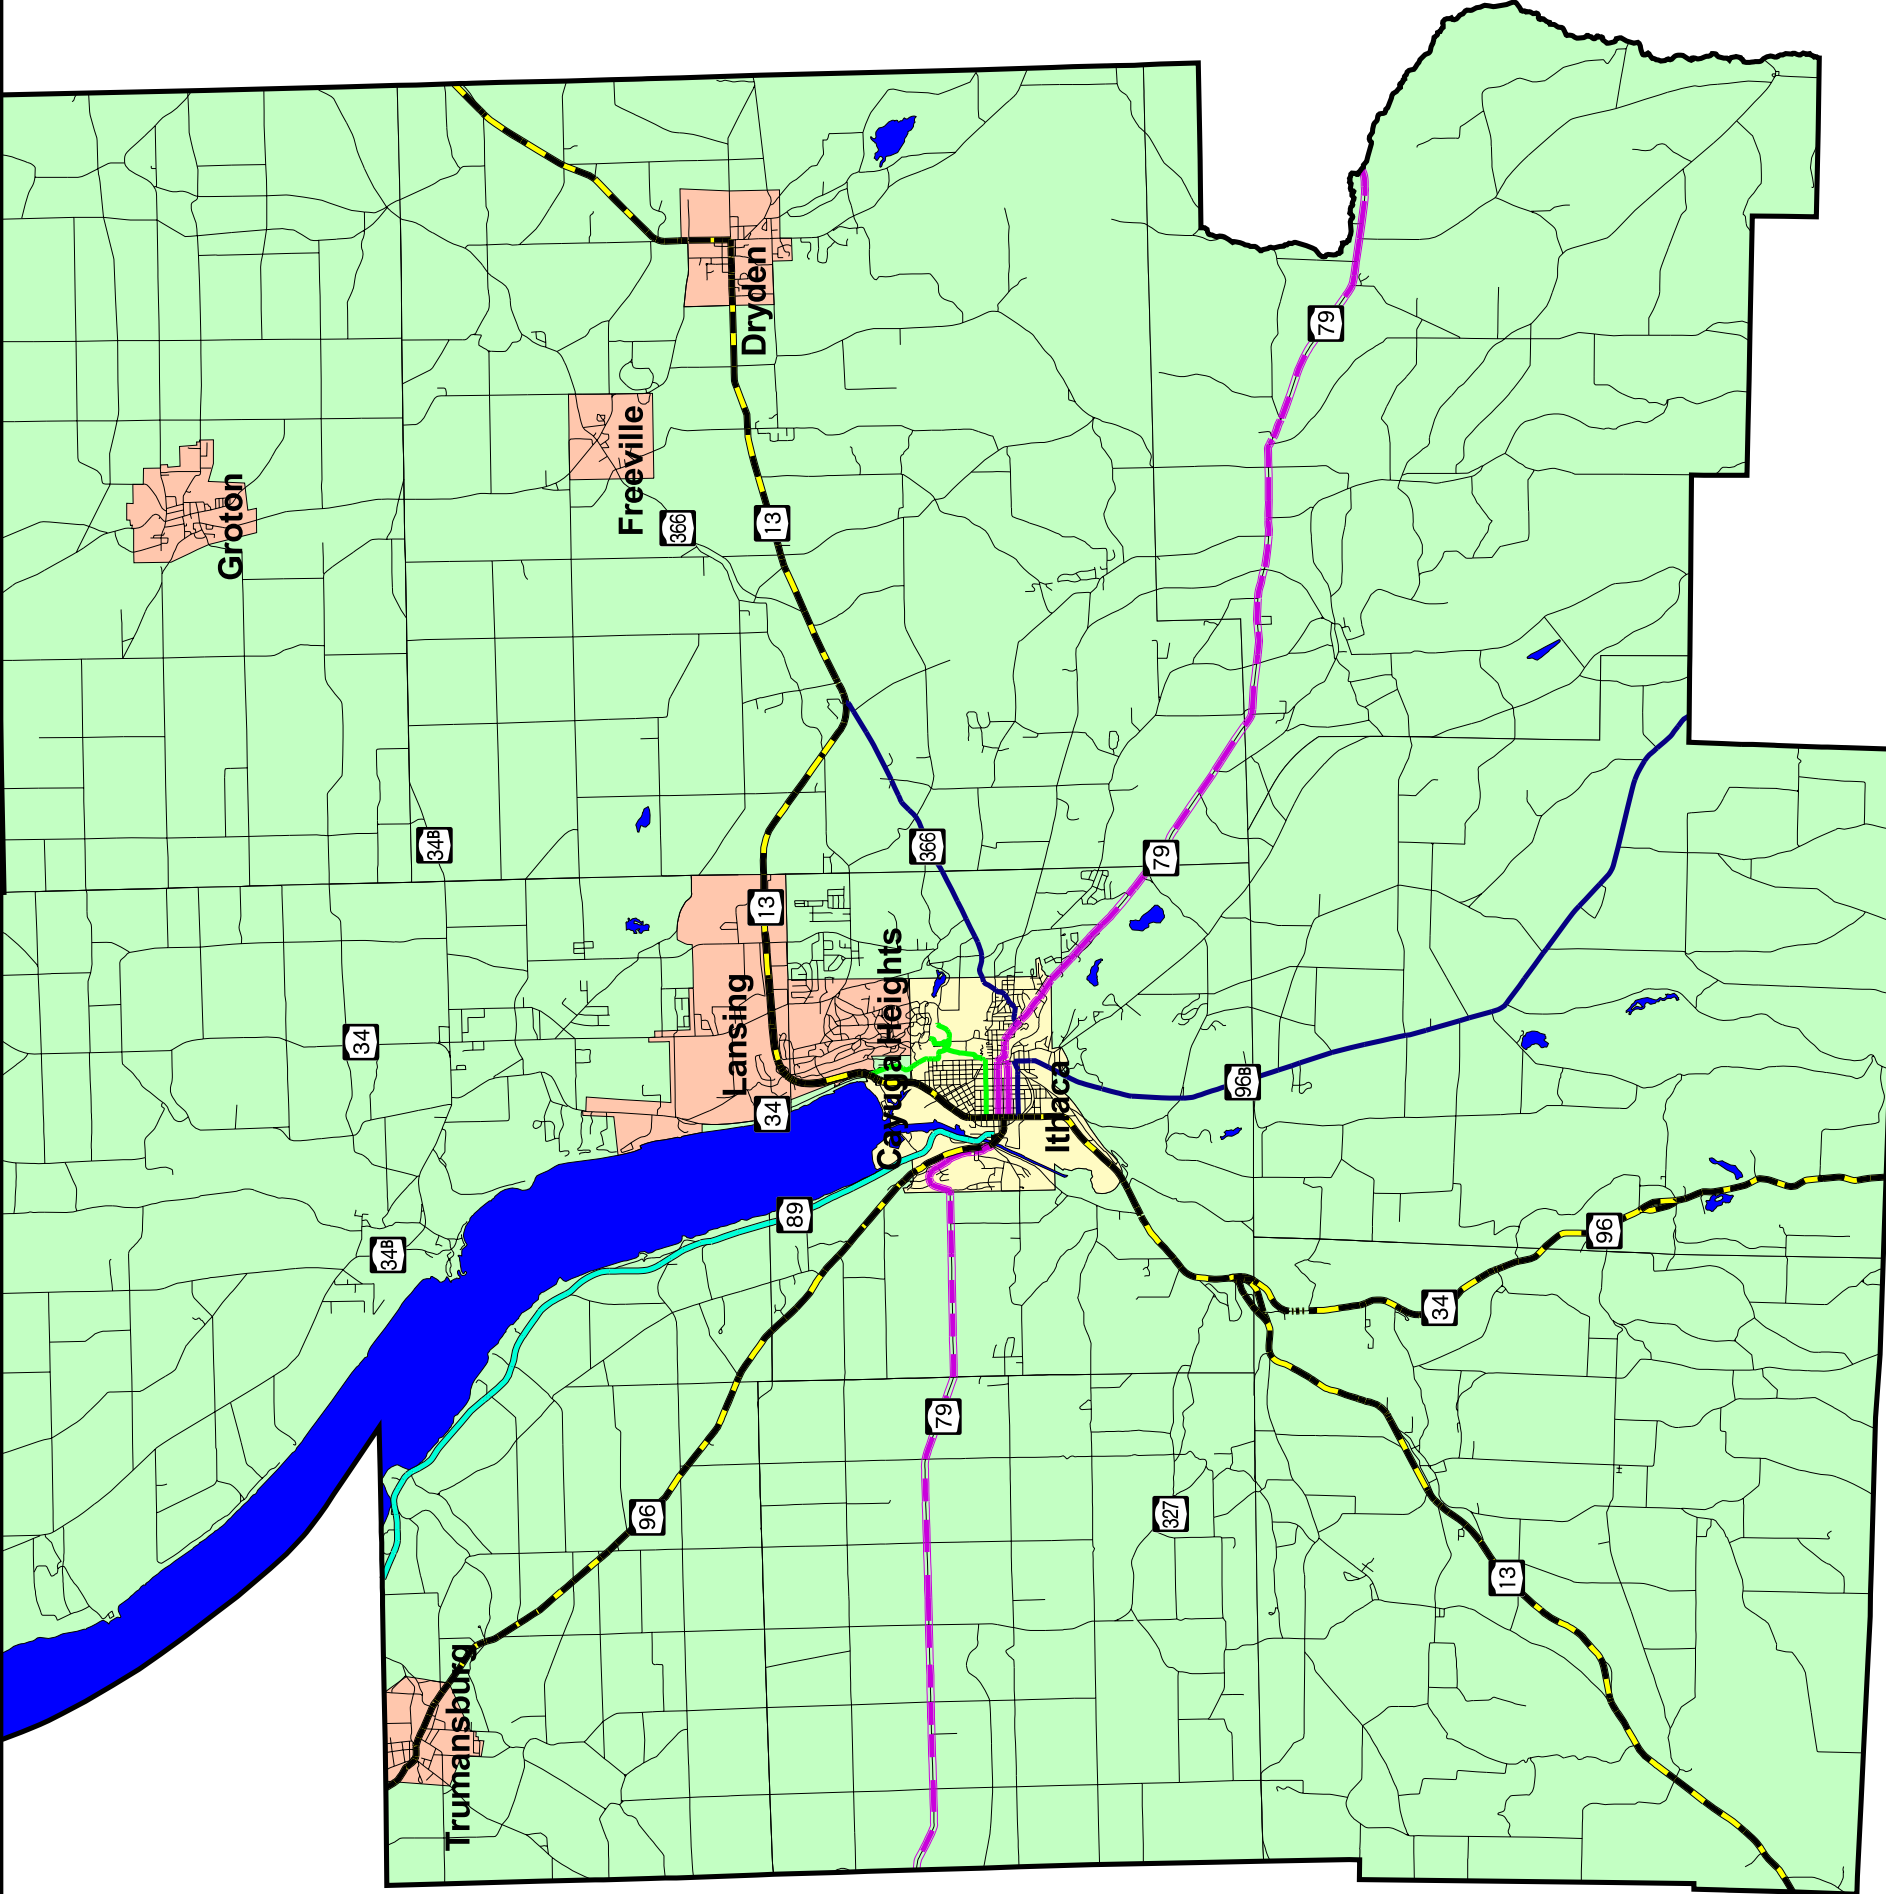 Groton
Freeville
Dryden
366
13
79
34B
366
79
13
34
Lansing
Cayuga Heights
34
Ithaca
96B
89
34B
96
34
79
96
327
13
Trumansburg